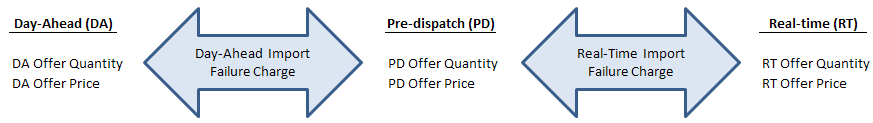 Day-Ahead (DA)
DA Offer Quantity
DA Offer Price
Day-Ahead Import
Failure Charge
Pre-dispatch (PD)
PD Offer Quantity
PD Offer Price
Real-Time Import
Failure Charge
Real-time (RT)
RT Offer Quantity
RT Offer Price